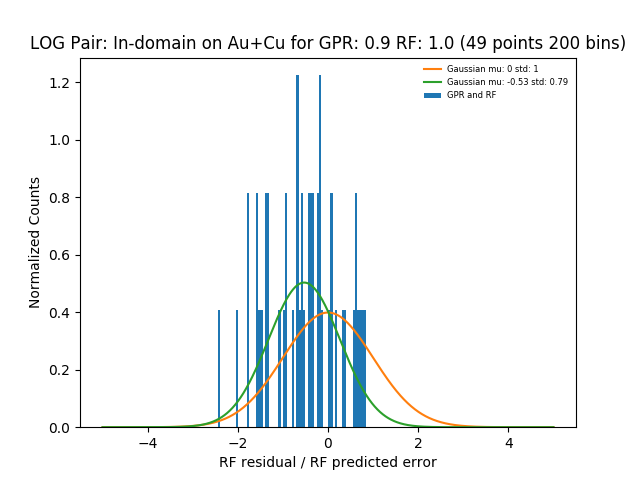 LOG Pair: In-domain on Au+Cu for GPR: 0.9 RF: 1.0 (49 points 200 bins)
Gaussian mu: 0 std: 1
Gaussian mu: -0.53 std: 0.79
GPR and RF
Normalized Counts
1.2
1.0
0.8
0.6
0.4
0.2
0.0
−4 −2 0 2 4
RF residual / RF predicted error